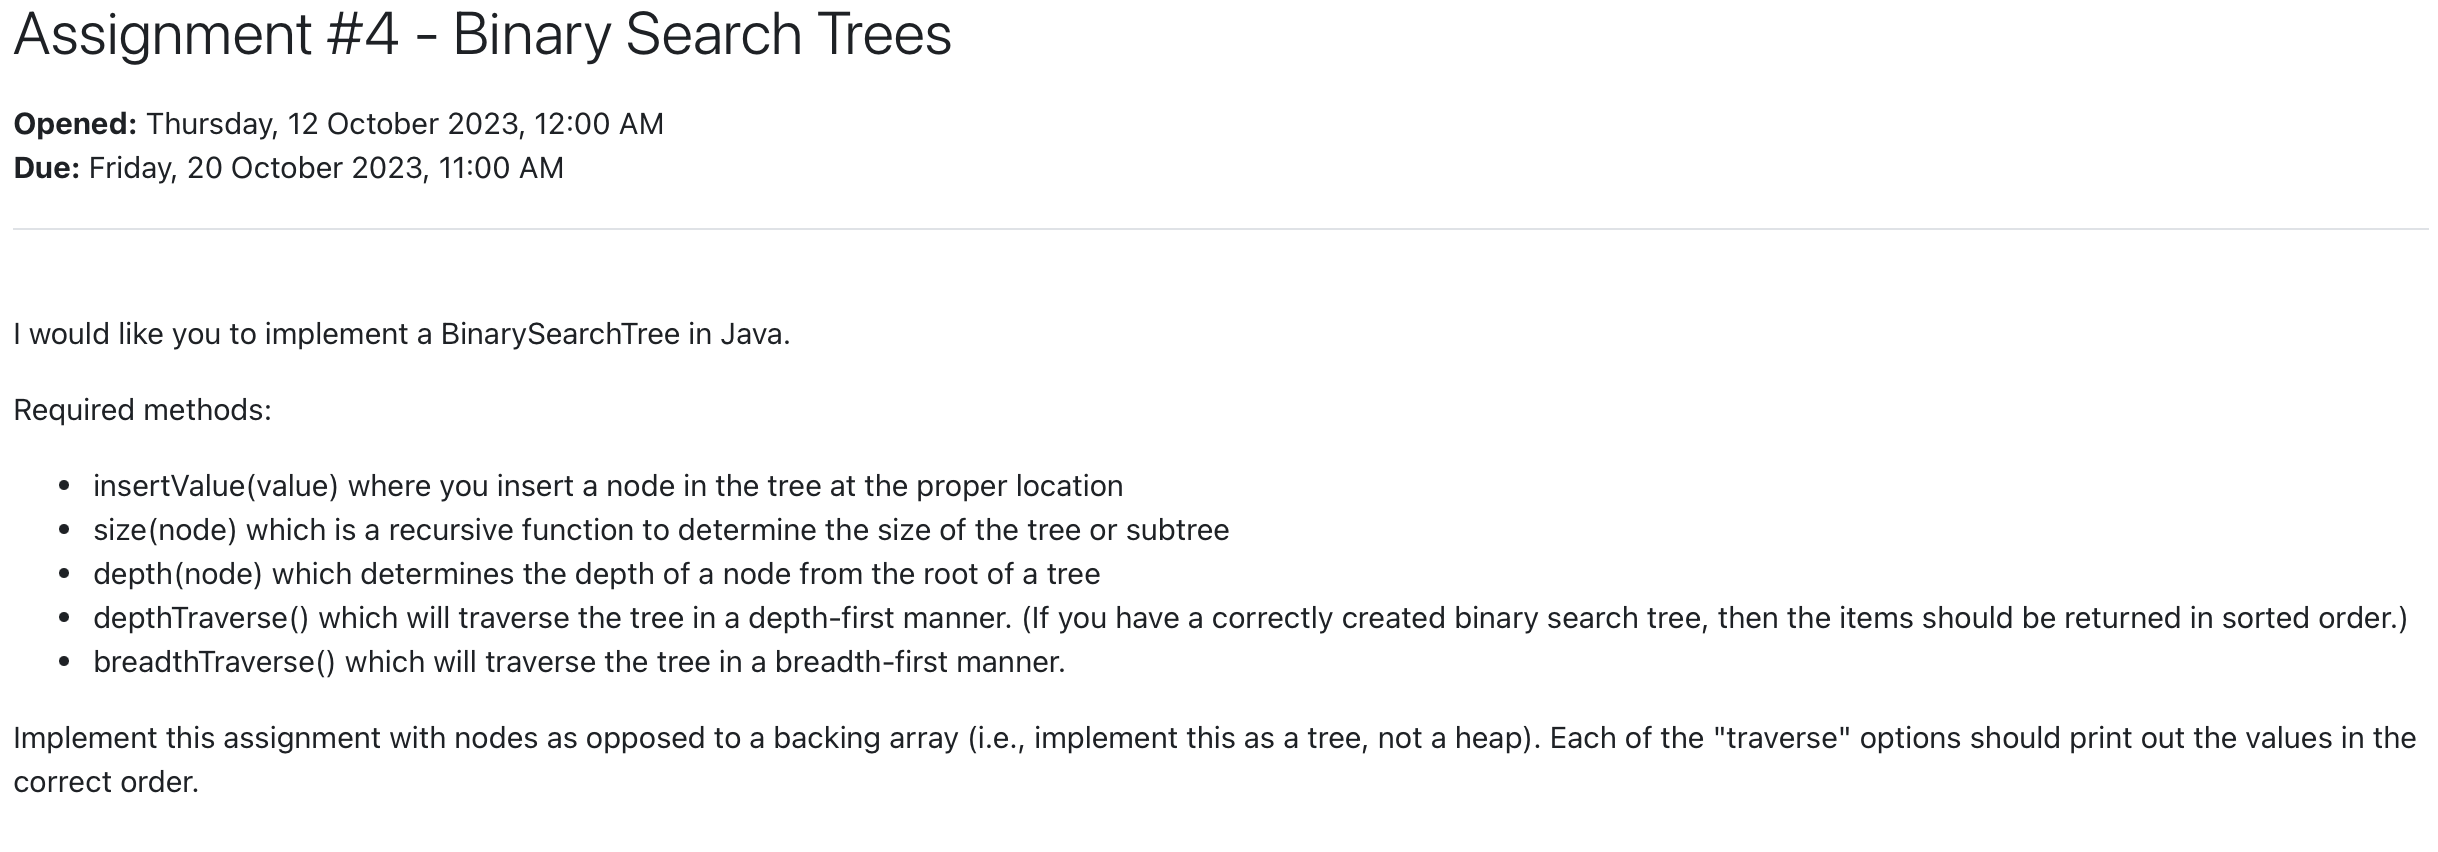 Assignment #4 - Binary Search Trees
Opened: Thursday, 12 October 2023, 12:00 AM
Due: Friday, 20 October 2023, 11:00 AM
I would like you to implement a BinarySearchTree in Java.
Required methods:
• insertValue(value) where you insert a node in the tree at the proper location
• size(node) which is a recursive function to determine the size of the tree or subtree
• depth(node) which determines the depth of a node from the root of a tree
• depthTraverse() which will traverse the tree in a depth-first manner. (If you have a correctly created binary search tree, then the items should be returned in sorted order.)
• breadthTraverse() which will traverse the tree in a breadth-first manner.
Implement this assignment with nodes as opposed to a backing array (i.e., implement this as a tree, not a heap). Each of the "traverse" options should print out the values in the
correct order.